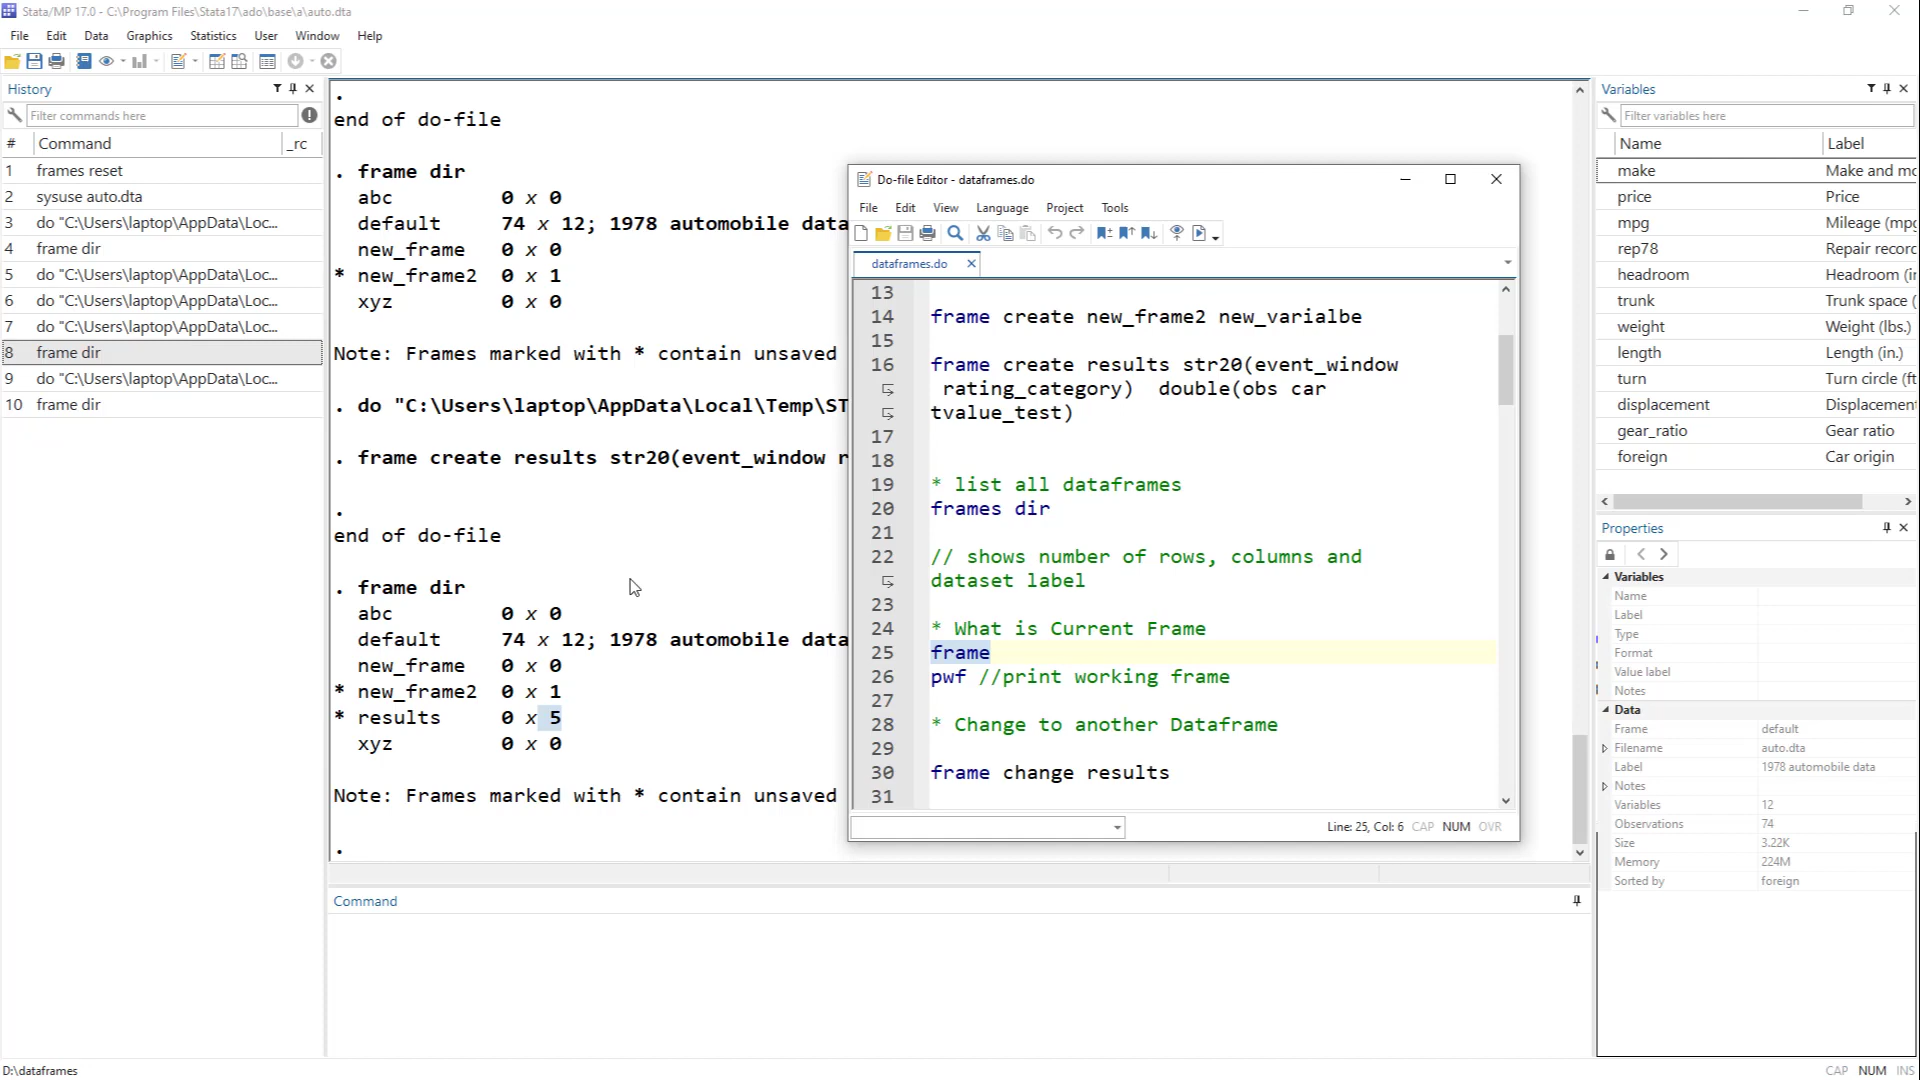 Stata/MP 17.0 - C:\Program Files\Stata17\ado\base\a\auto.dta
File Edit Data Graphics Statistics User Window Help
History
Filter commands here
# Command _rc
1 frames reset
2 sysuse auto.dta
3 do "C:\Users\laptop\AppData\Loc...
4 frame dir
5 do "C:\Users\laptop\AppData\Loc...
6 do "C:\Users\laptop\AppData\Loc...
7 do "C:\Users\laptop\AppData\Loc...
8 frame dir
9 do "C:\Users\laptop\AppData\Loc...
10 frame dir
.
end of do-file
. frame dir
abc 0 x 0
default 74 x 12; 1978 automobile data
new_frame 0 x 0
* new_frame2 0 x 1
xyz 0 x 0
Note: Frames marked with * contain unsaved
. do "C:\Users\laptop\AppData\Local\Temp\ST
. frame create results str20(event_window r
.
end of do-file
. frame dir
abc 0 x 0
default 74 x 12; 1978 automobile data
new_frame 0 x 0
* new_frame2 0 x 1
* results 0 x 5
xyz 0 x 0
Note: Frames marked with * contain unsaved
.
Command
Do-file Editor - dataframes.do
File Edit View Language Project Tools
dataframes.do
13
14 frame create new_frame2 new_varialbe
15
16 frame create results str20(event_window
rating_category) double(obs car
tvalue_test)
17
18
19 * list all dataframes
20 frames dir
21
22 // shows number of rows, columns and
dataset label
23
24 * What is Current Frame
25 frame
26 pwf //print working frame
27
28 * Change to another Dataframe
29
30 frame change results
31
Line: 25, Col: 6 CAP NUM OVR
Variables
Filter variables here
Name Label
make Make and mo
price Price
mpg Mileage (mpg
rep78 Repair record
headroom Headroom (in
trunk Trunk space (
weight Weight (lbs.)
length Length (in.)
turn Turn circle (ft
displacement Displacement
gear_ratio Gear ratio
foreign Car origin
Properties
Variables
Name
Label
Type
Format
Value label
Notes
Data
Frame default
Filename auto.dta
Label 1978 automobile data
Notes
Variables 12
Observations 74
Size 3.22K
Memory 224M
Sorted by foreign
D:\dataframes
CAP NUM INS